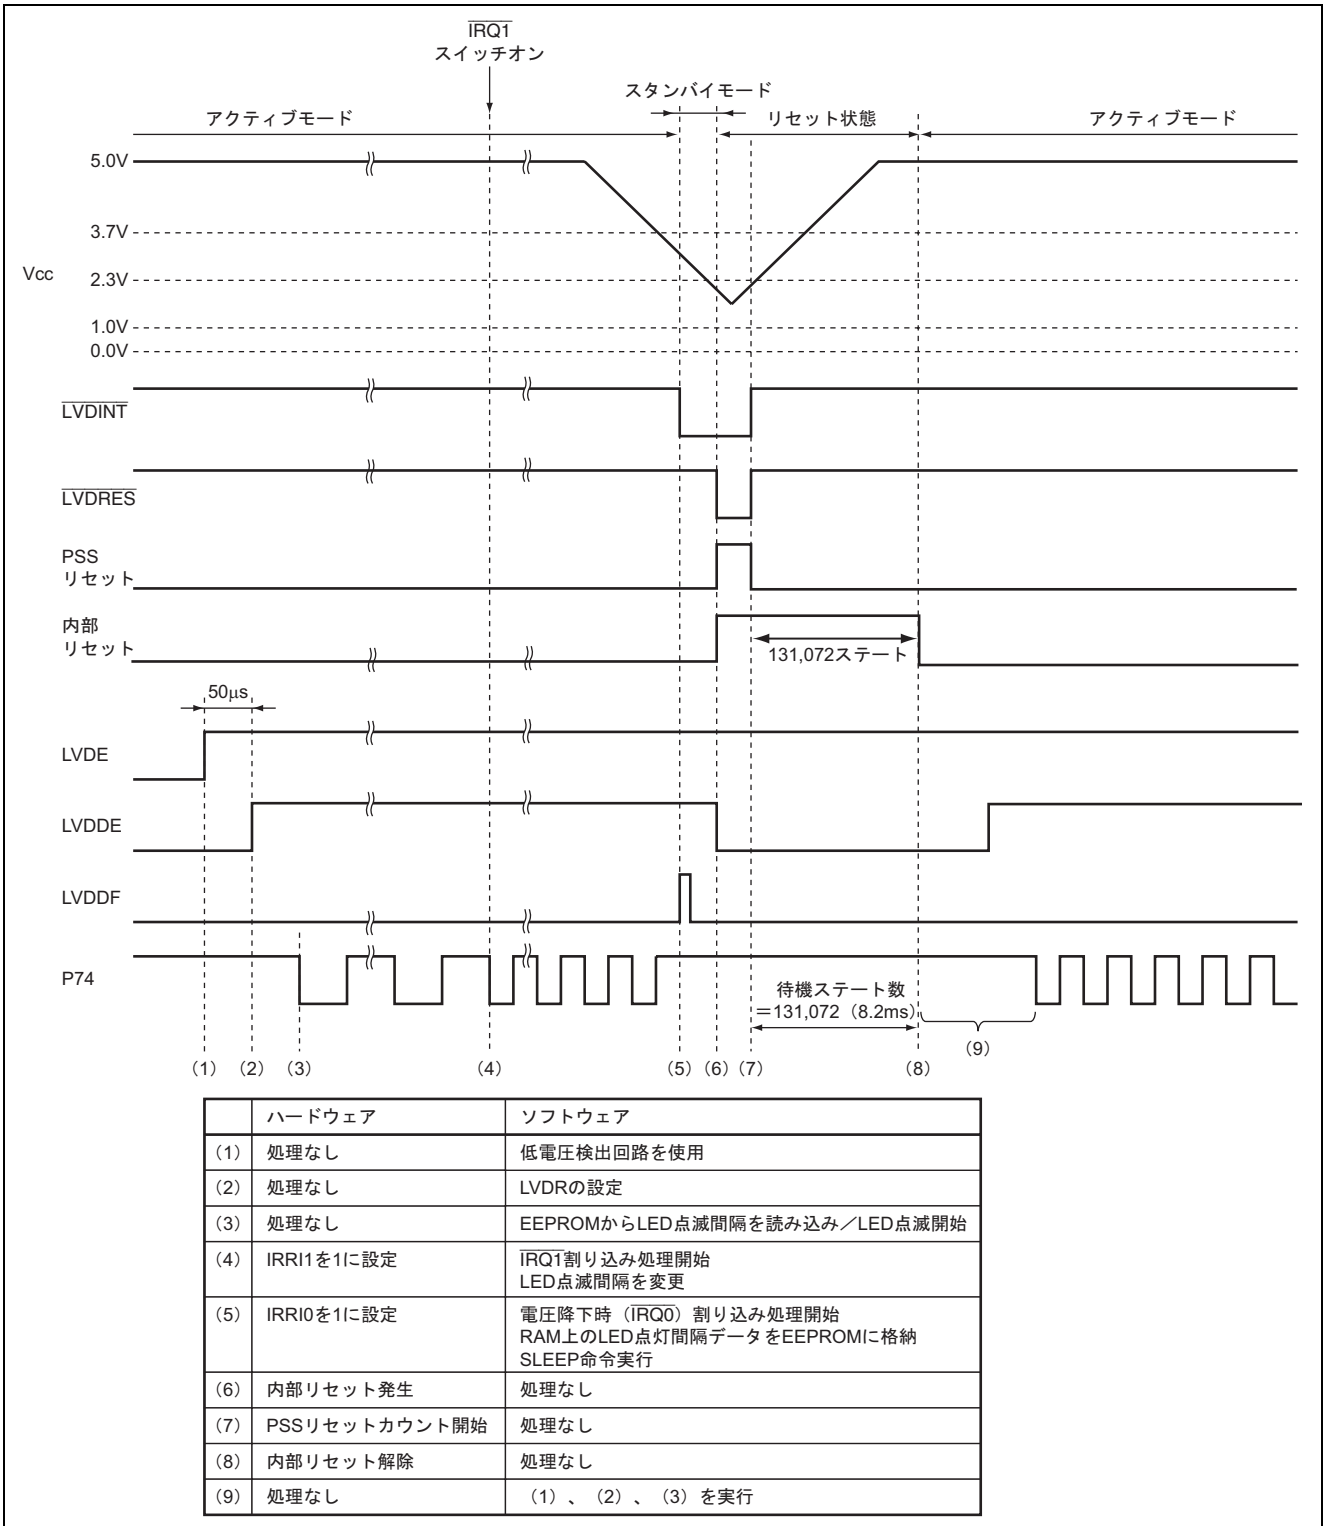 IRQ1
スイッチオン
スタンバイモード
アクティブモード
リセット状態
アクティブモード
5.0V
3.7V
Vcc
2.3V
1.0V
0.0V
LVDINT
LVDRES
PSS
リセット
内部
リセット
131,072ステート
50μs
LVDE
LVDDE
LVDDF
P74
待機ステート数
＝131,072（8.2ms）
（9）
（1） （2） （3） （4） （5） （6） （7） （8）
ハードウェア ソフトウェア
（1） 処理なし 低電圧検出回路を使用
（2） 処理なし LVDRの設定
（3） 処理なし EEPROMからLED点滅間隔を読み込み／LED点滅開始
（4） IRRI1を1に設定 IRQ1割り込み処理開始
LED点滅間隔を変更
（5） IRRI0を1に設定 電圧降下時（IRQ0）割り込み処理開始
RAM上のLED点灯間隔データをEEPROMに格納
SLEEP命令実行
（6） 内部リセット発生 処理なし
（7） PSSリセットカウント開始 処理なし
（8） 内部リセット解除 処理なし
（9） 処理なし （1）、（2）、（3）を実行